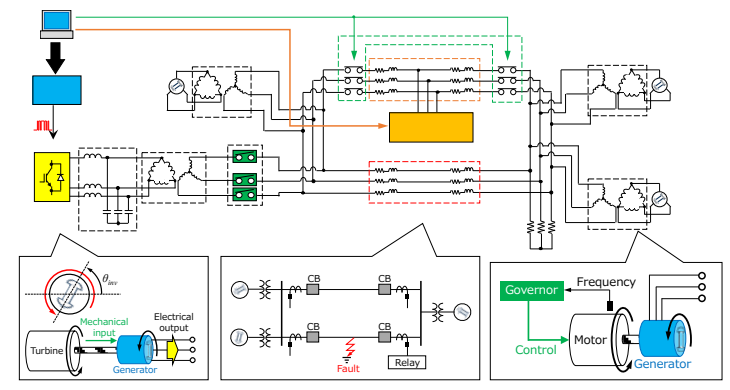 θinv
Mechanical
input
Electrical
output
Turbine
Generator
CB
CB
CB
CB
Fault
Relay
Governor
Frequency
Control
Motor
Generator